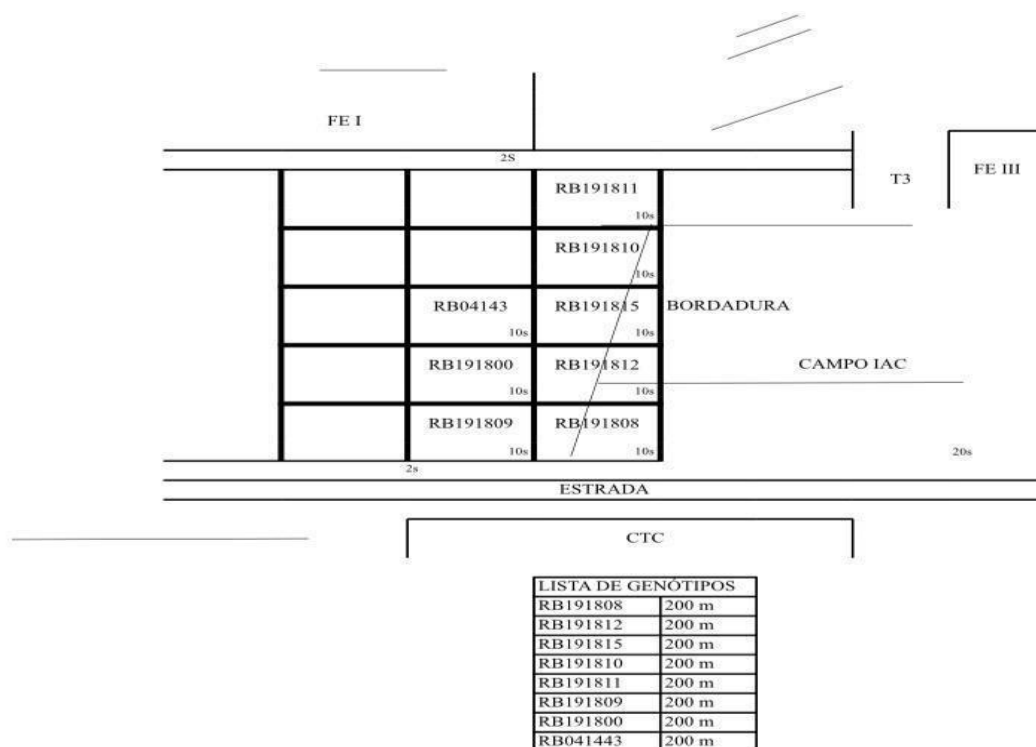 FE I
2S
T3
FE III
RB191811
10s
RB191810
10s
RB04143
10s
RB191815
10s
BORDADURA
RB191800
10s
RB191812
10s
CAMPO IAC
RB191809
10s
RB191808
10s
20s
2s
ESTRADA
CTC
LISTA DE GENÓTIPOS
RB191808 200 m
RB191812 200 m
RB191815 200 m
RB191810 200 m
RB191811 200 m
RB191809 200 m
RB191800 200 m
RB041443 200 m